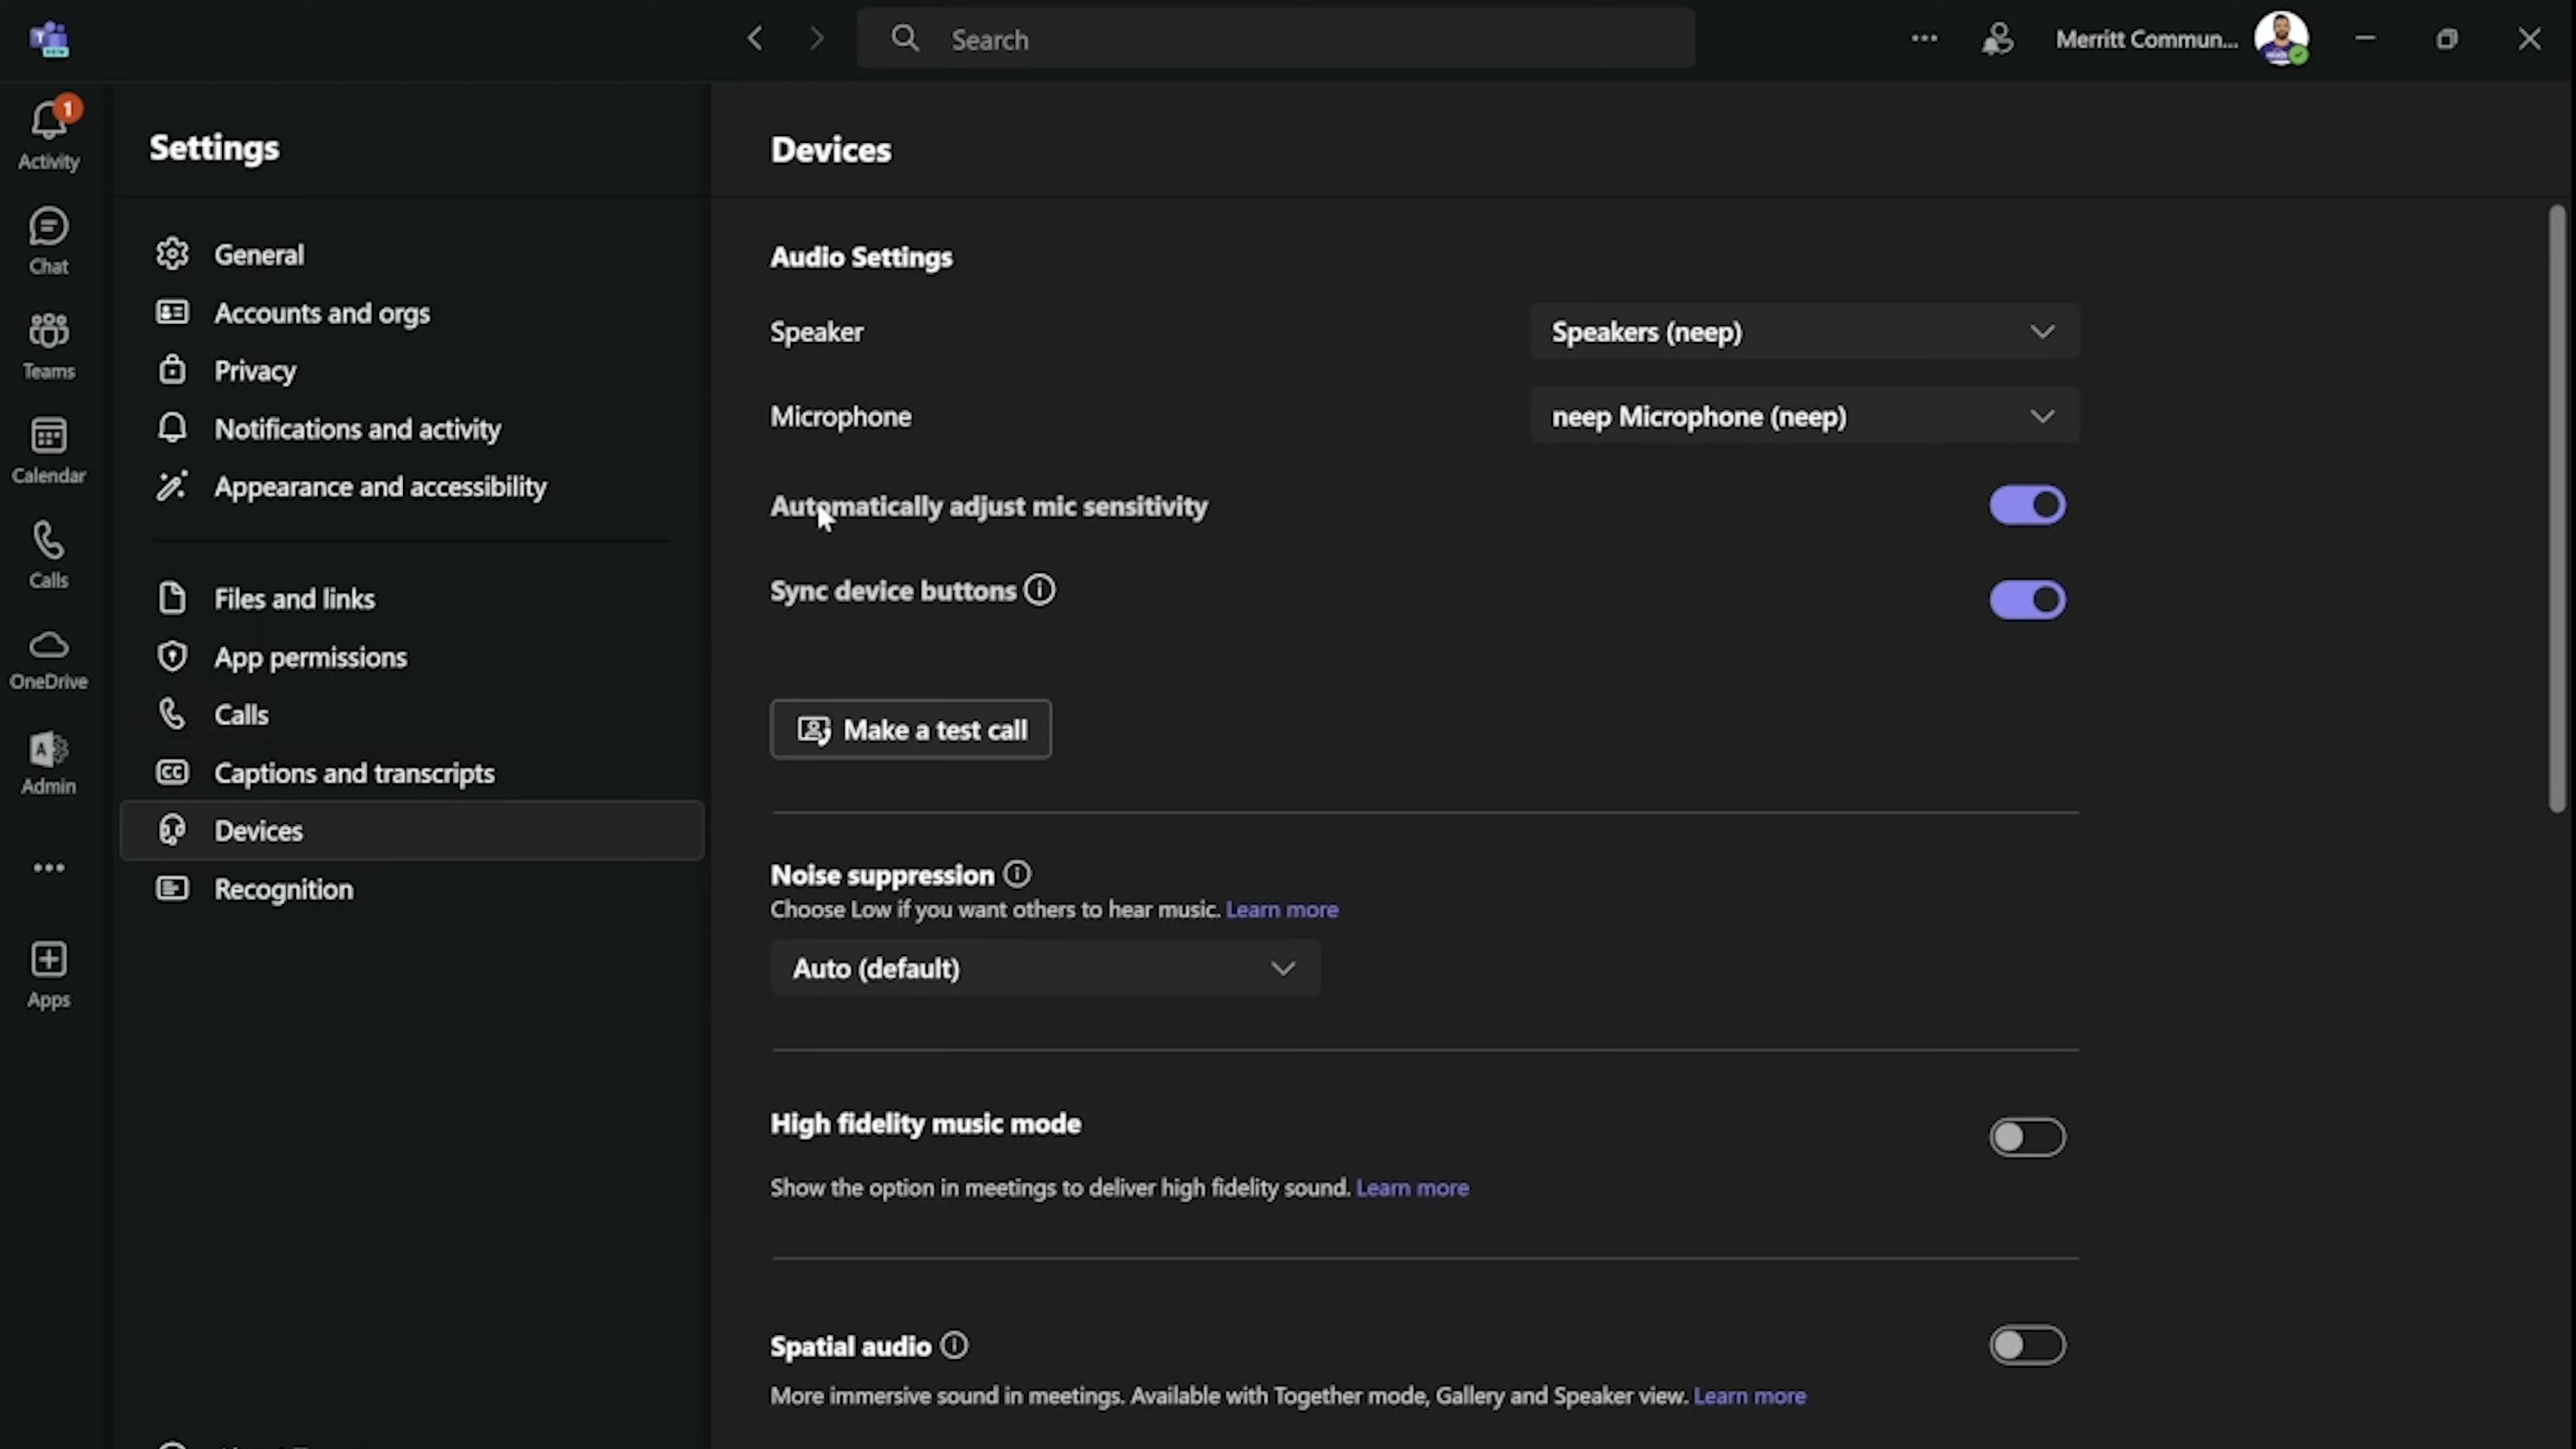 Search
Merritt Commun...
1
Activity
Chat
Teams
Calendar
Calls
OneDrive
Admin
Apps
Settings
General
Accounts and orgs
Privacy
Notifications and activity
Appearance and accessibility
Files and links
App permissions
Calls
Captions and transcripts
Devices
Recognition
Devices
Audio Settings
Speaker
Speakers (neep)
Microphone
neep Microphone (neep)
Automatically adjust mic sensitivity
Sync device buttons
Make a test call
Noise suppression
Choose Low if you want others to hear music. Learn more
Auto (default)
High fidelity music mode
Show the option in meetings to deliver high fidelity sound. Learn more
Spatial audio
More immersive sound in meetings. Available with Together mode, Gallery and Speaker view. Learn more